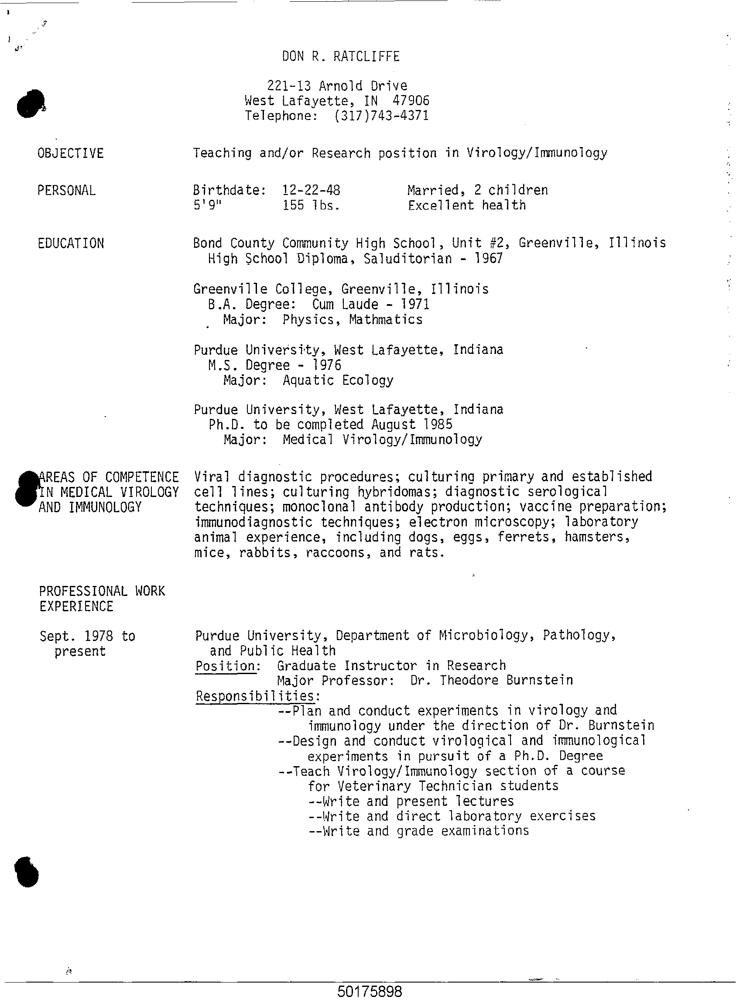 DON R. RATCLIFFE
221-13 Arnold Drive
West Lafayette, IN 47906
Telephone: (317)743-4371
OBJECTIVE Teaching and/or Research position in Virology/Immunology
PERSONAL Birthdate: 12-22-48 Married, 2 children
5'9" 155 lbs. Excellent health
EDUCATION Bond County Community High School, Unit #2, Greenville, Illinois
High School Diploma, Saluditorian - 1967
Greenville College, Greenville, Illinois
B.A. Degree: Cum Laude - 1971
Major: Physics, Mathmatics
Purdue University, West Lafayette, Indiana
M.S. Degree - 1976
Major: Aquatic Ecology
Purdue University, West Lafayette, Indiana
Ph.D. to be completed August 1985
Major: Medical Virology/Immunology
AREAS OF COMPETENCE Viral diagnostic procedures; culturing primary and established
IN MEDICAL VIROLOGY cell lines; culturing hybridomas; diagnostic serological
AND IMMUNOLOGY techniques; monoclonal antibody production; vaccine preparation;
immunodiagnostic techniques; electron microscopy; laboratory
animal experience, including dogs, eggs, ferrets, hamsters,
mice, rabbits, raccoons, and rats.
PROFESSIONAL WORK
EXPERIENCE
Sept. 1978 to Purdue University, Department of Microbiology, Pathology,
present and Public Health
Position: Graduate Instructor in Research
Major Professor: Dr. Theodore Burnstein
Responsibilities:
--Plan and conduct experiments in virology and
immunology under the direction of Dr. Burnstein
--Design and conduct virological and immunological
experiments in pursuit of a Ph.D. Degree
--Teach Virology/Immunology section of a course
for Veterinary Technician students
--Write and present lectures
--Write and direct laboratory exercises
--Write and grade examinations
50175898